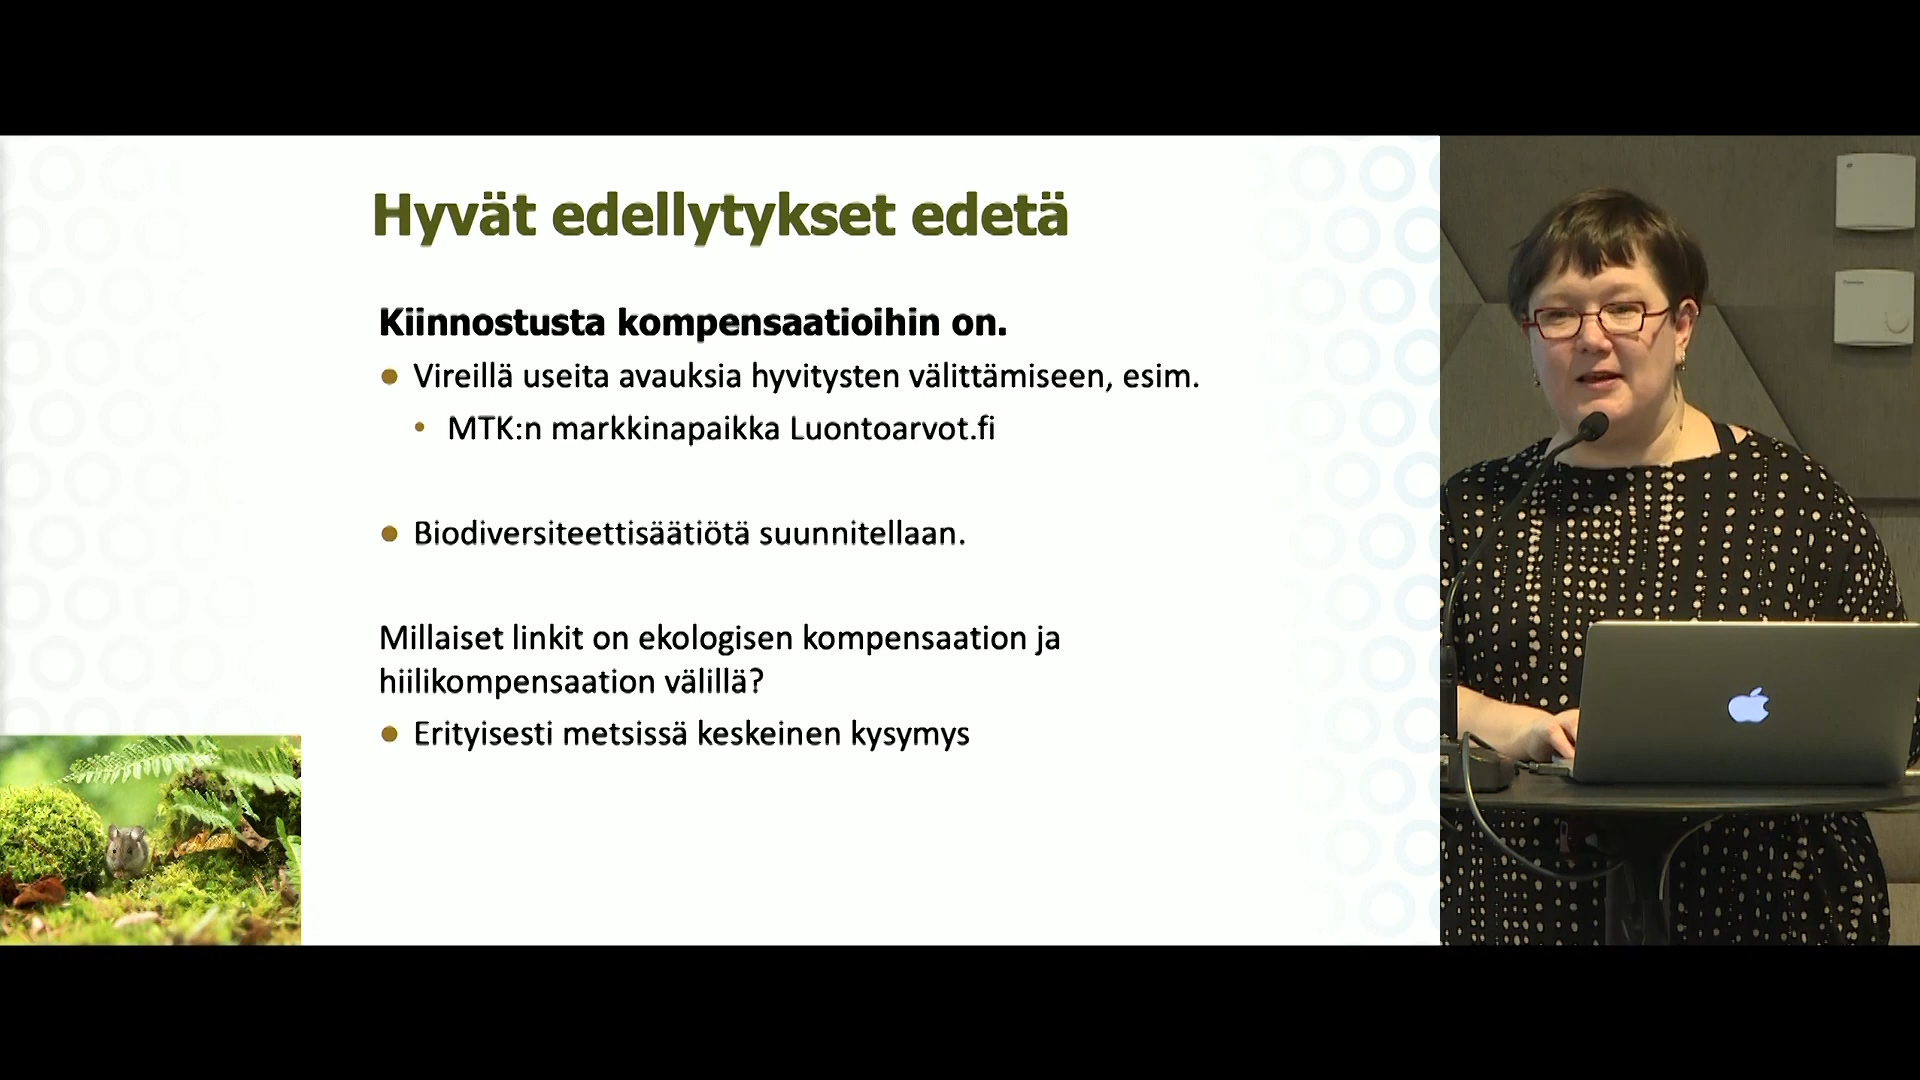 Hyvät edellytykset edetä
Kiinnostusta kompensaatioihin on.
Vireillä useita avauksia hyvitysten välittämiseen, esim.
MTK:n markkinapaikka Luontoarvot.fi
Biodiversiteettisäätiötä suunnitellaan.
Millaiset linkit on ekologisen kompensaation ja
hiilikompensaation välillä?
Erityisesti metsissä keskeinen kysymys